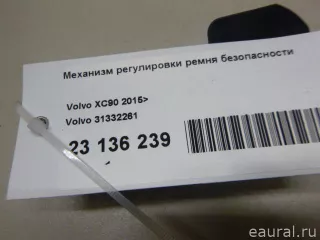 Механизм регулировки ремня безопасности
Volvo XC90 2015>
Volvo 31332261
23 136 239
eaural.ru